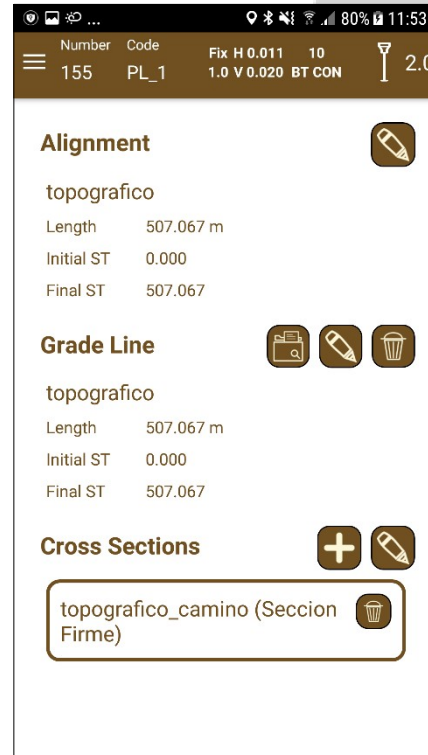 ... 80% 11:53
Number Code Fix H 0.011 10
155 PL_1 1.0 V 0.020 BT CON 2.0
Alignment
topografico
Length 507.067 m
Initial ST 0.000
Final ST 507.067
Grade Line
topografico
Length 507.067 m
Initial ST 0.000
Final ST 507.067
Cross Sections
topografico_camino (Seccion
Firme)